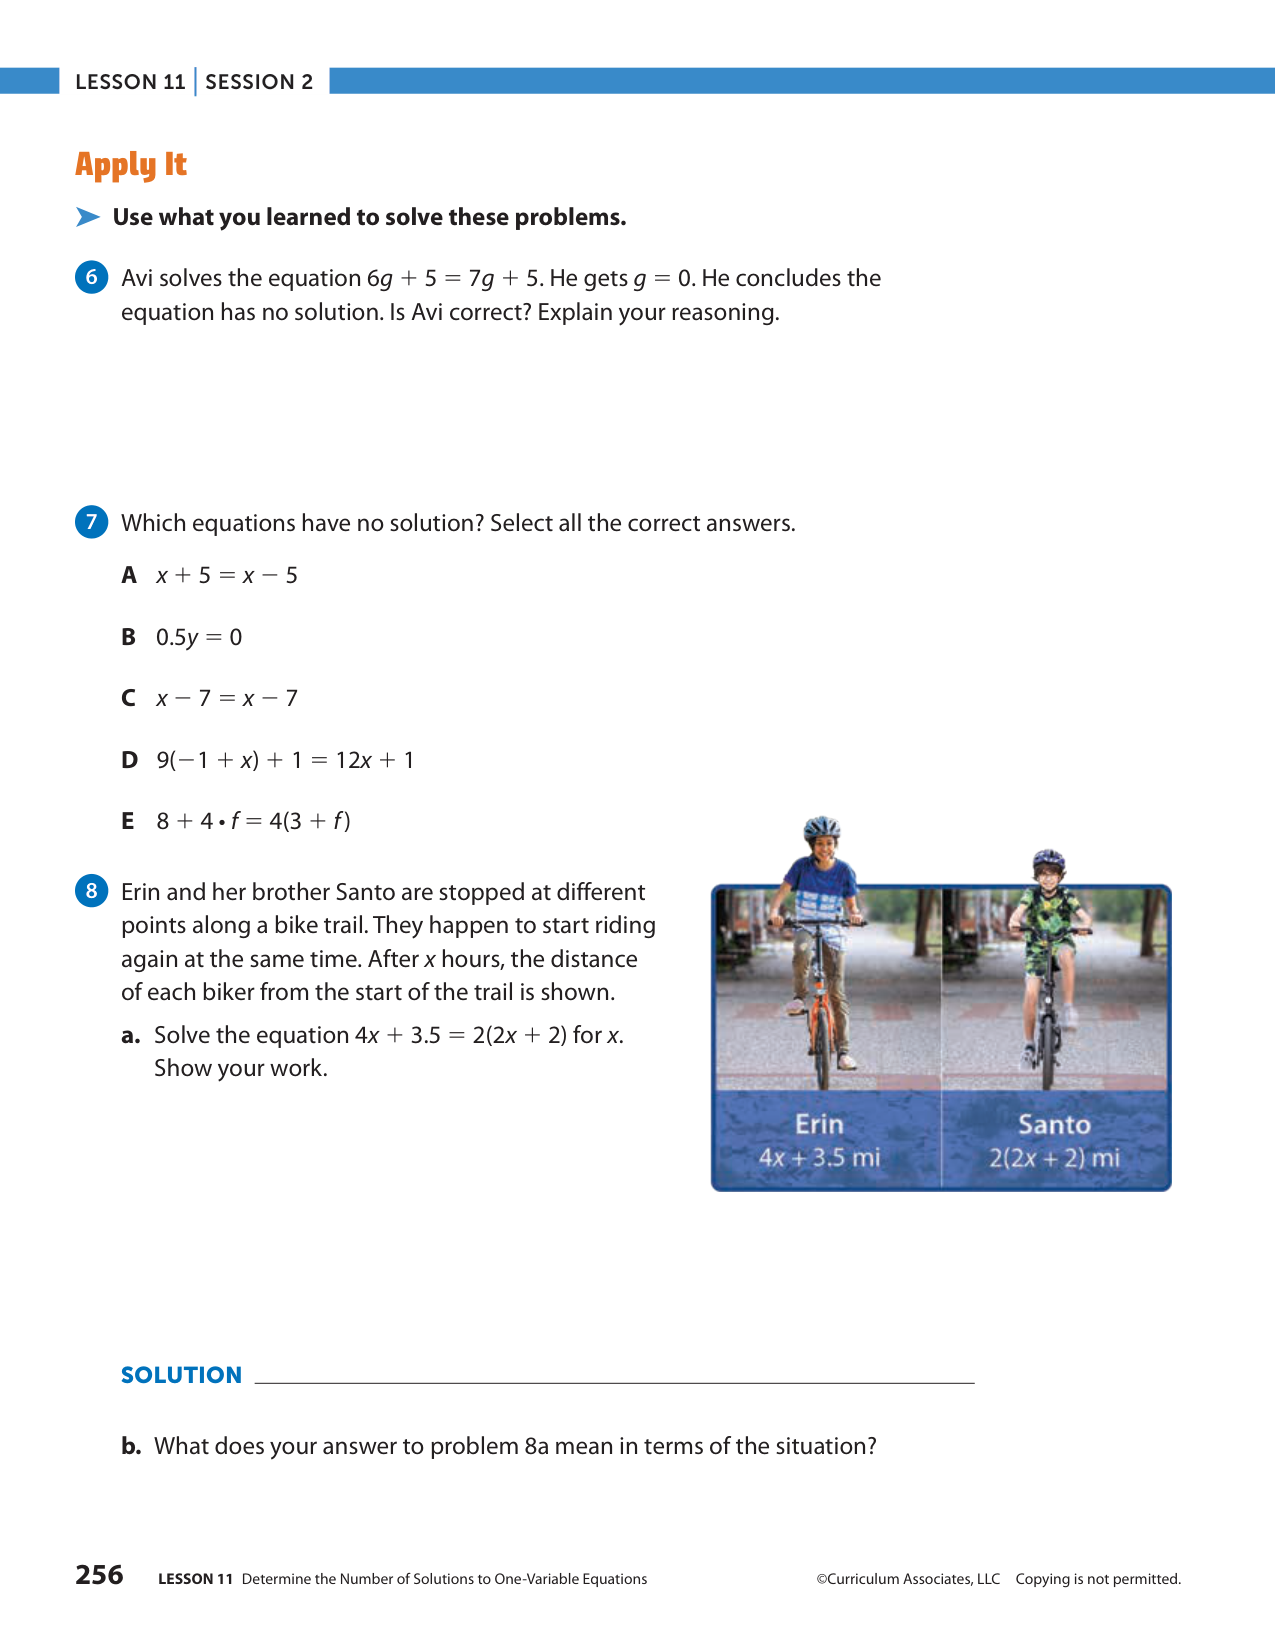 LESSON 11 | SESSION 2
Apply It
Use what you learned to solve these problems.
6 Avi solves the equation 6g + 5 = 7g + 5. He gets g = 0. He concludes the
equation has no solution. Is Avi correct? Explain your reasoning.
7 Which equations have no solution? Select all the correct answers.
A x + 5 = x − 5
B 0.5y = 0
C x − 7 = x − 7
D 9(−1 + x) + 1 = 12x + 1
E 8 + 4 • f = 4(3 + f)
8 Erin and her brother Santo are stopped at different
points along a bike trail. They happen to start riding
again at the same time. After x hours, the distance
of each biker from the start of the trail is shown.
a. Solve the equation 4x + 3.5 = 2(2x + 2) for x.
Show your work.
Erin
4x + 3.5 mi
Santo
2(2x + 2) mi
SOLUTION
b. What does your answer to problem 8a mean in terms of the situation?
256 LESSON 11 Determine the Number of Solutions to One-Variable Equations ©Curriculum Associates, LLC Copying is not permitted.